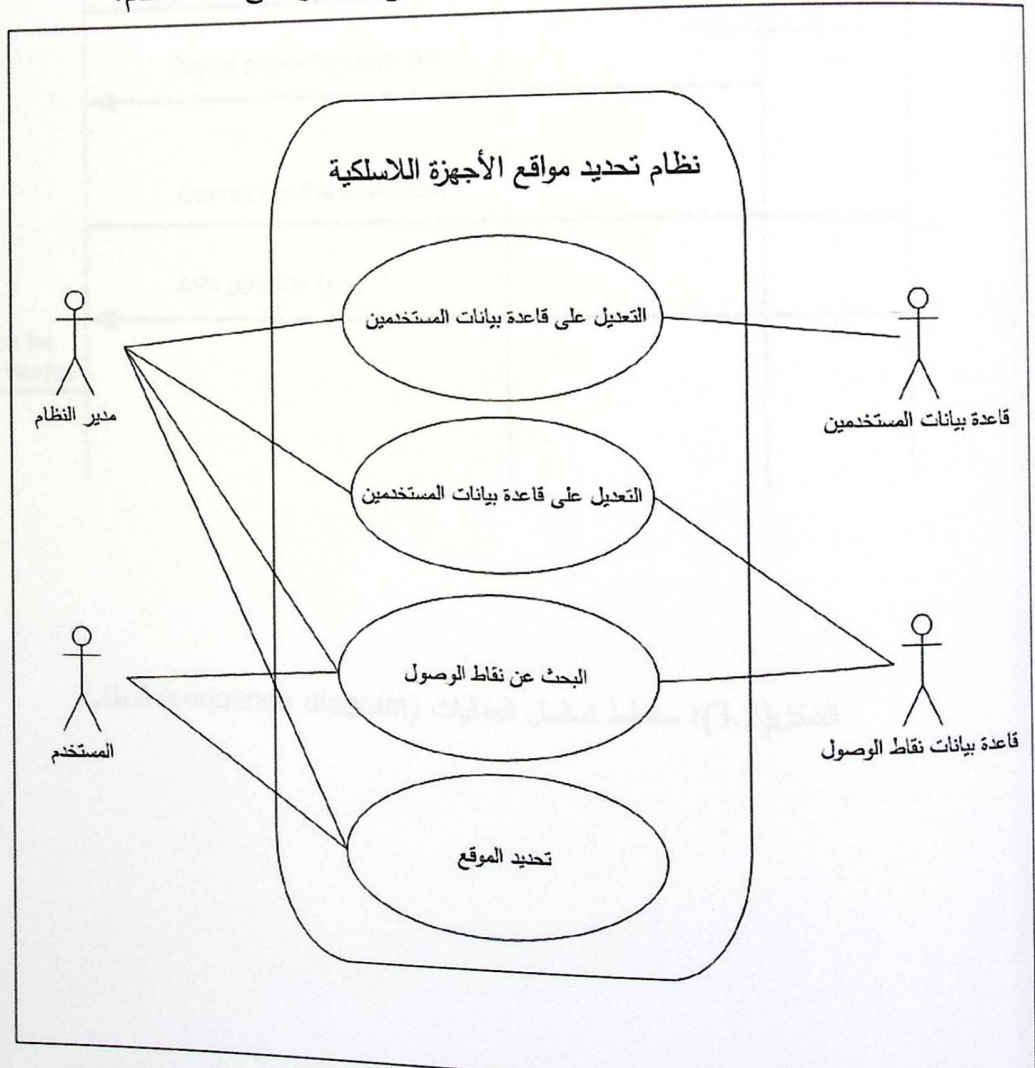 نظام تحديد مواقع الأجهزة اللاسلكية
التعديل على قاعدة بيانات المستخدمين
مدير النظام
قاعدة بيانات المستخدمين
التعديل على قاعدة بيانات المستخدمين
البحث عن نقاط الوصول
المستخدم
قاعدة بيانات نقاط الوصول
تحديد الموقع